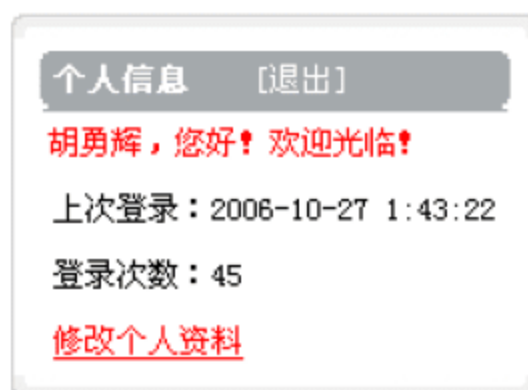 个人信息 [退出]
胡勇辉，您好！欢迎光临！
上次登录：2006-10-27 1:43:22
登录次数：45
修改个人资料